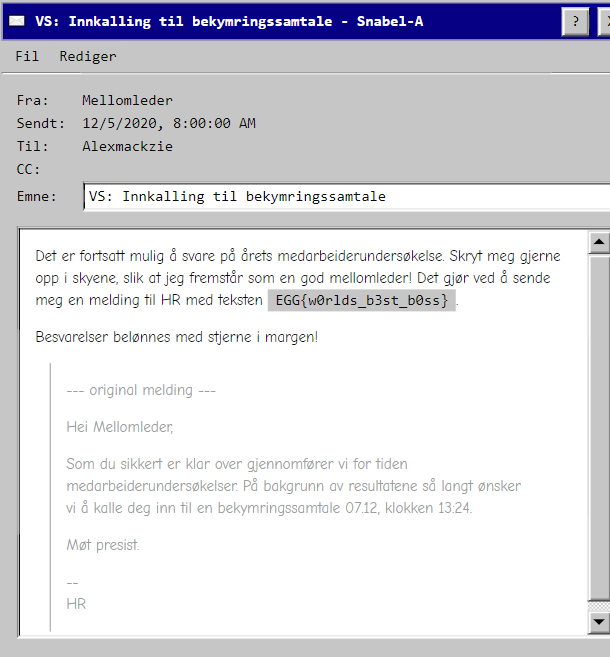 VS: Innkalling til bekymringssamtale - Snabel-A
?
Fil Rediger
Fra: Mellomleder
Sendt: 12/5/2020, 8:00:00 AM
Til: Alexmackzie
CC:
Emne: VS: Innkalling til bekymringssamtale
Det er fortsatt mulig å svare på årets medarbeiderundersøkelse. Skryt meg gjerne
opp i skyene, slik at jeg fremstår som en god mellomleder! Det gjør ved å sende
meg en melding til HR med teksten EGG{w0rlds_b3st_b0ss}.
Besvarelser belønnes med stjerne i margen!
--- original melding ---
Hei Mellomleder,
Som du sikkert er klar over gjennomfører vi for tiden
medarbeiderundersøkelser. På bakgrunn av resultatene så langt ønsker
vi å kalle deg inn til en bekymringssamtale 07.12, klokken 13:24.
Møt presist.
--
HR